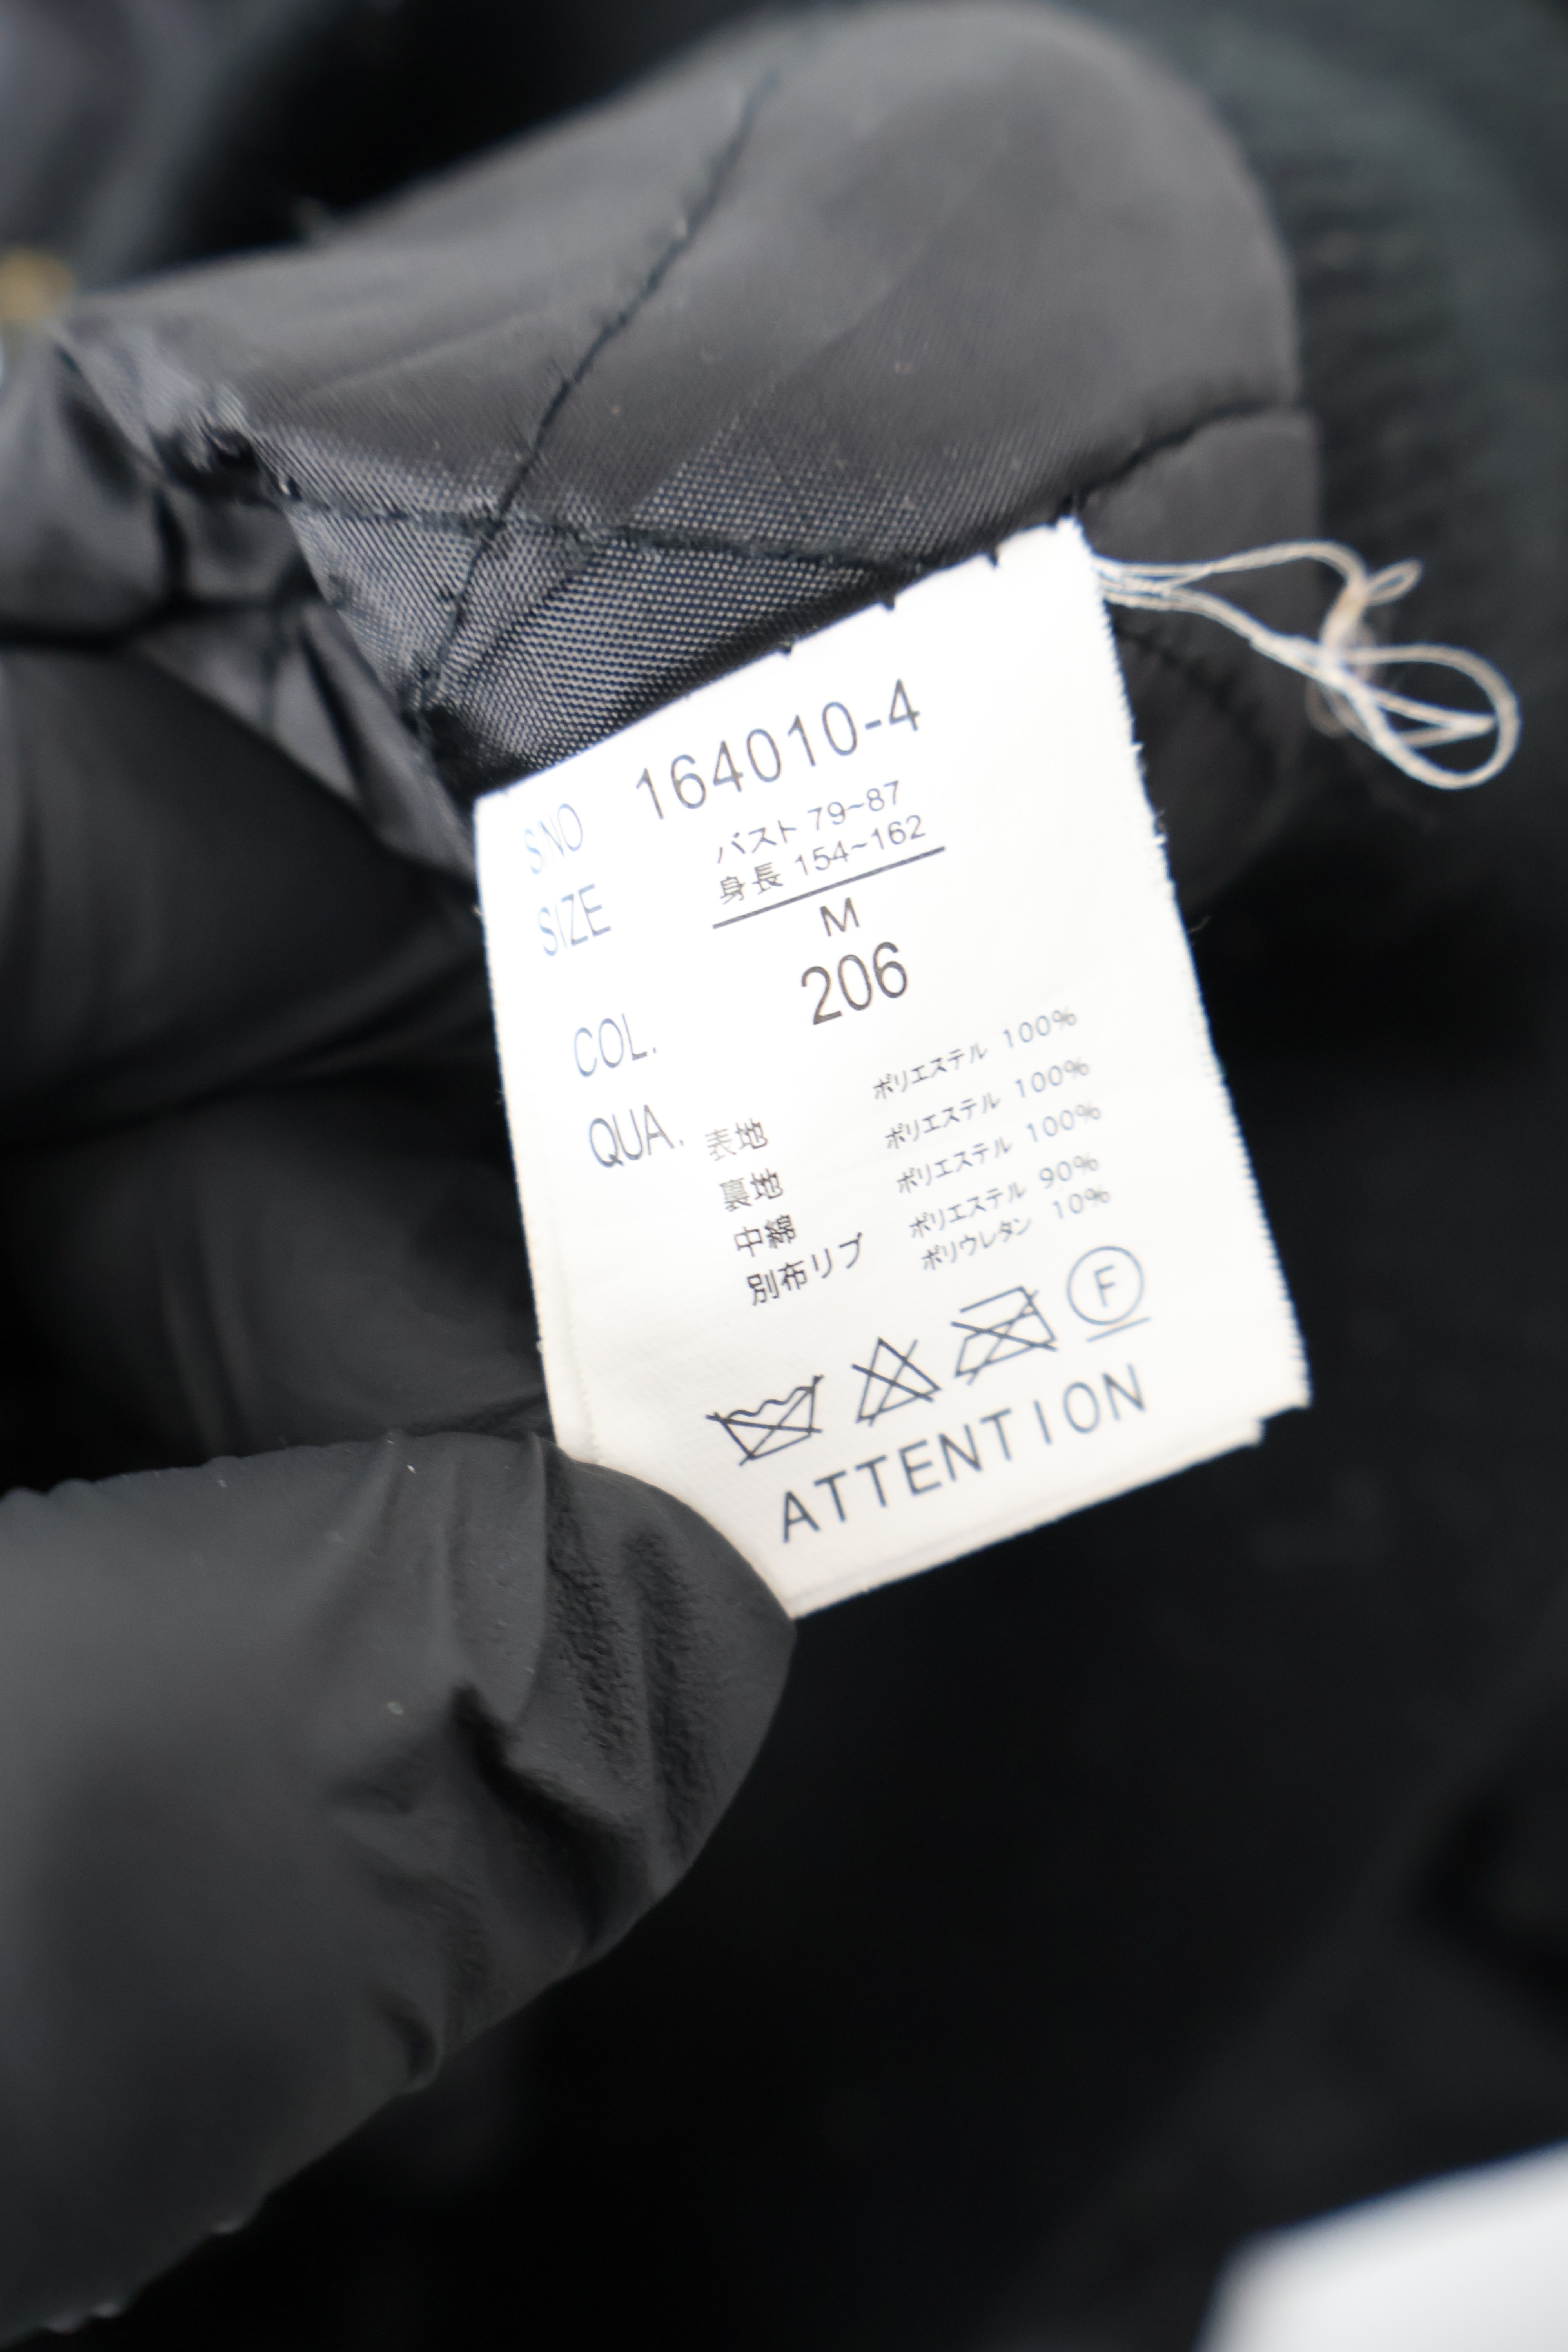 S.NO 164010-4
SIZE バスト 79~87
身長 154~162
M
COL. 206
QUA. 表地 ポリエステル 100%
裏地 ポリエステル 100%
中綿 ポリエステル 100%
別布リブ ポリエステル 90%
ポリウレタン 10%
F
ATTENTION